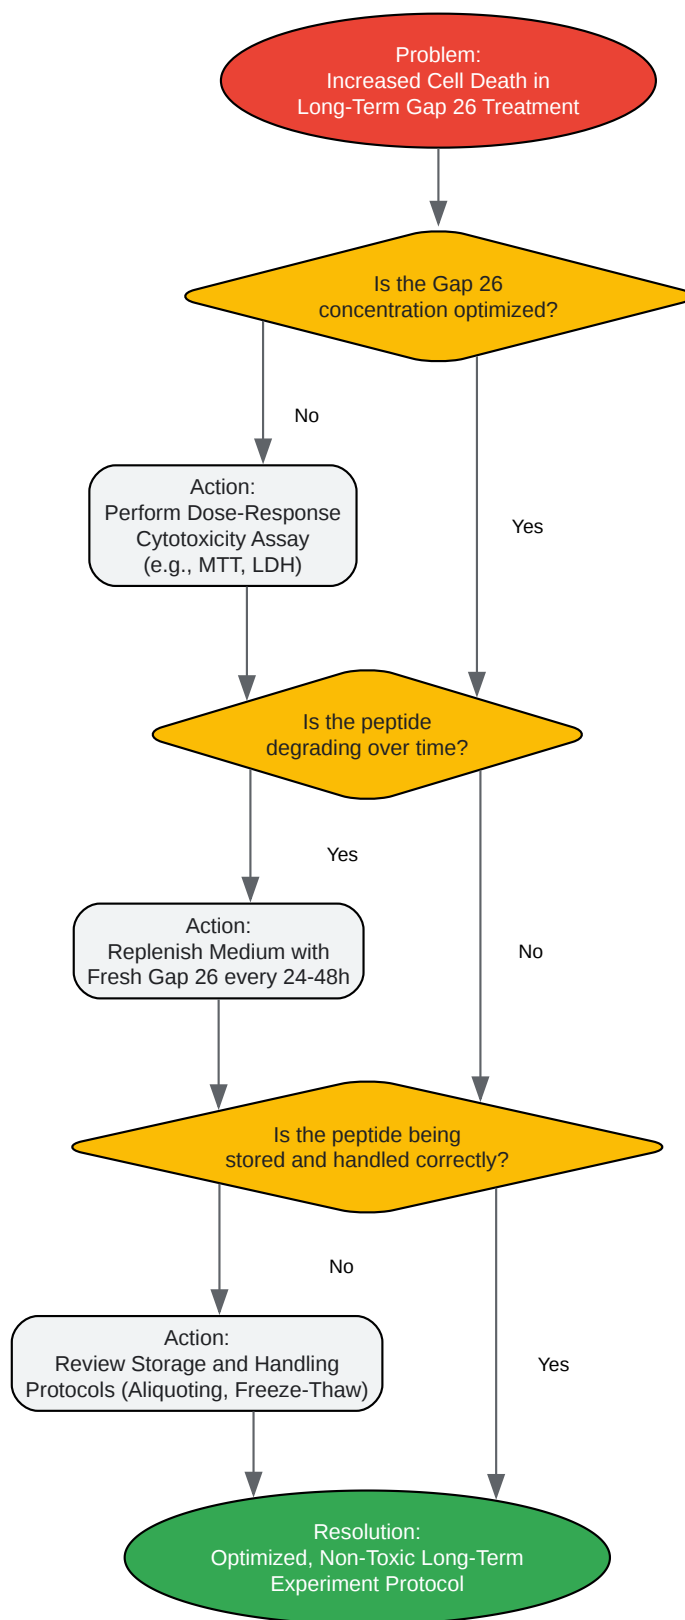 Problem:
Increased Cell Death in
Long-Term Gap 26 Treatment
Is the Gap 26
concentration optimized?
No
Action:
Perform Dose-Response
Cytotoxicity Assay
(e.g., MTT, LDH)
Yes
Is the peptide
degrading over time?
Yes
Action:
Replenish Medium with
Fresh Gap 26 every 24-48h
No
Is the peptide being
stored and handled correctly?
No
Action:
Review Storage and Handling
Protocols (Aliquoting, Freeze-Thaw)
Yes
Resolution:
Optimized, Non-Toxic Long-Term
Experiment Protocol